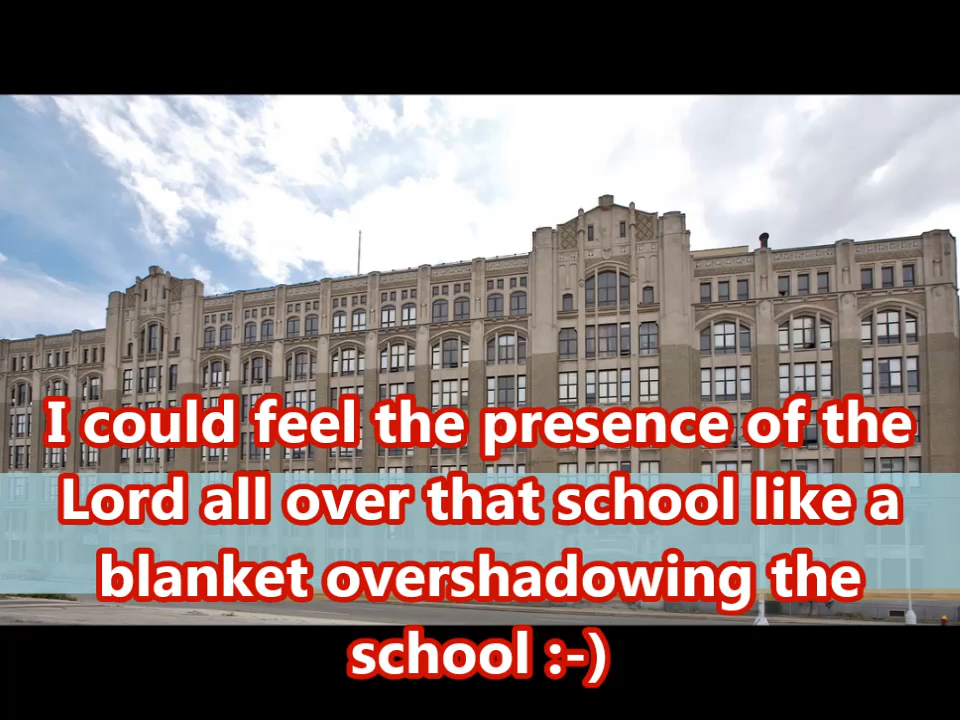 I could feel the presence of the
Lord all over that school like a
blanket overshadowing the
school :-)